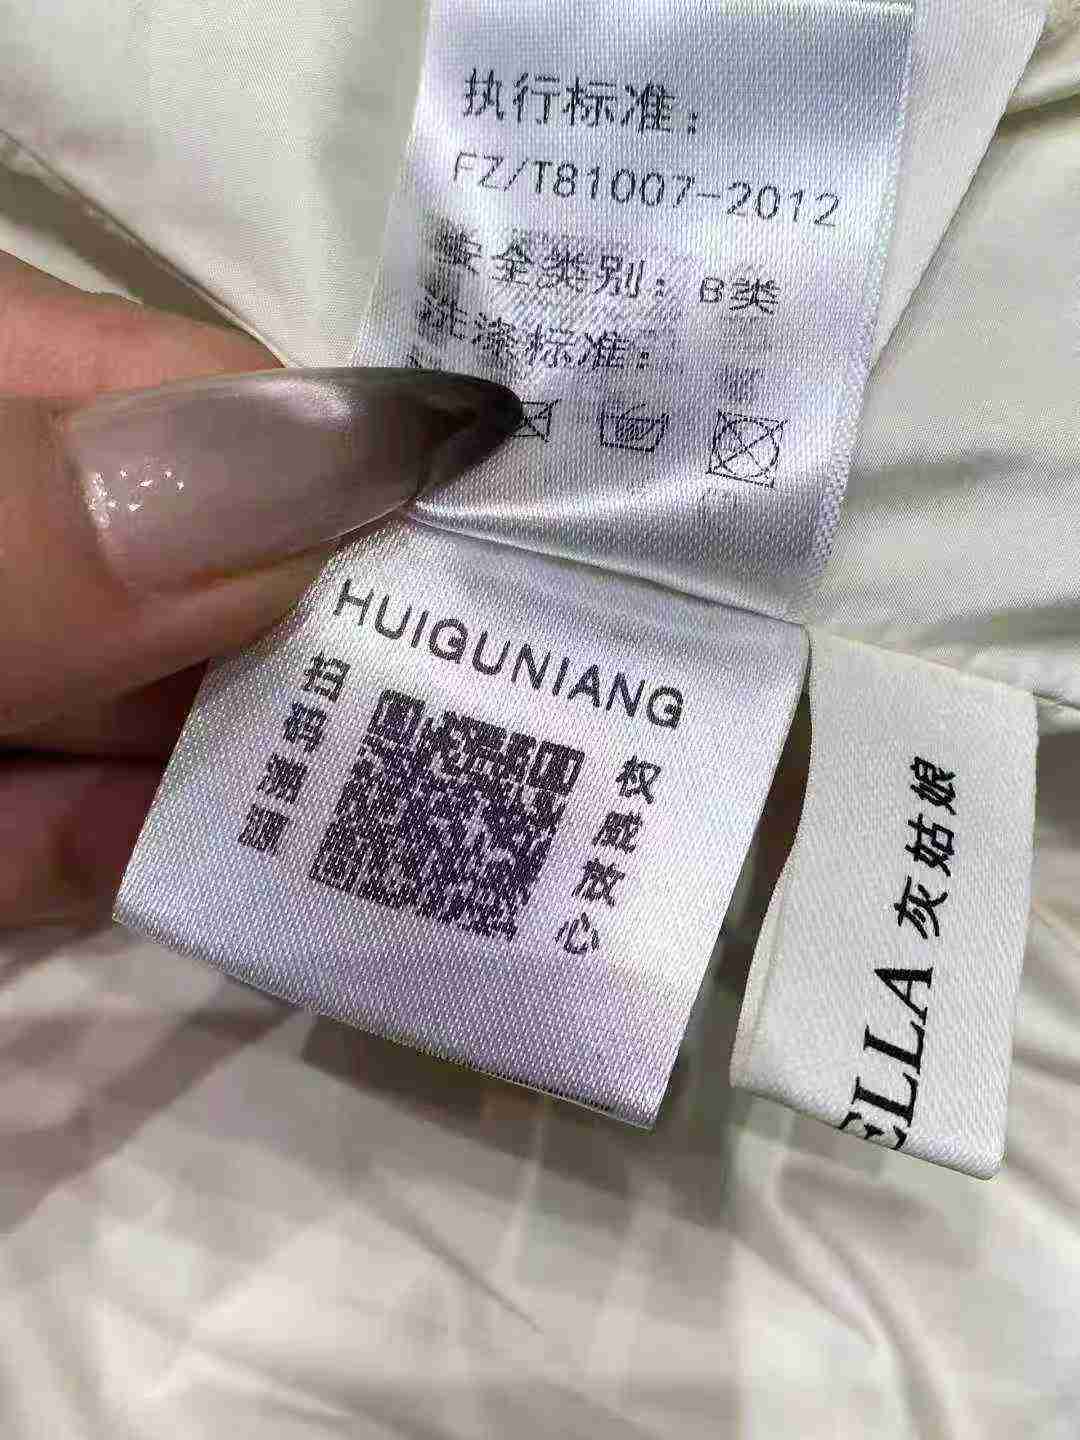 执行标准：
FZ/T81007-2012
安全类别：B类
洗涤标准：
HUIGUNIANG
扫码溯源
权威放心
ELLA 灰姑娘